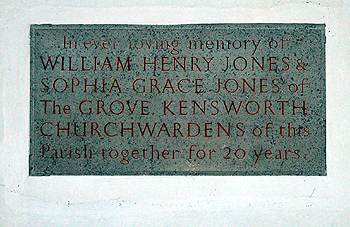 In ever loving memory of
WILLIAM HENRY JONES &
SOPHIA GRACE JONES of
The GROVE, KENSWORTH
CHURCHWARDENS of this
Parish together for 20 years.